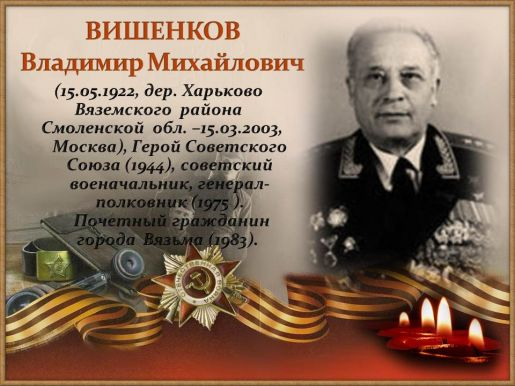 ВИШЕНКОВ
Владимир Михайлович
(15.05.1922, дер. Харьково
Вяземского района
Смоленской обл. –15.03.2003,
Москва), Герой Советского
Союза (1944), советский
военачальник, генерал-
полковник (1975 ).
Почетный гражданин
города Вязьма (1983).